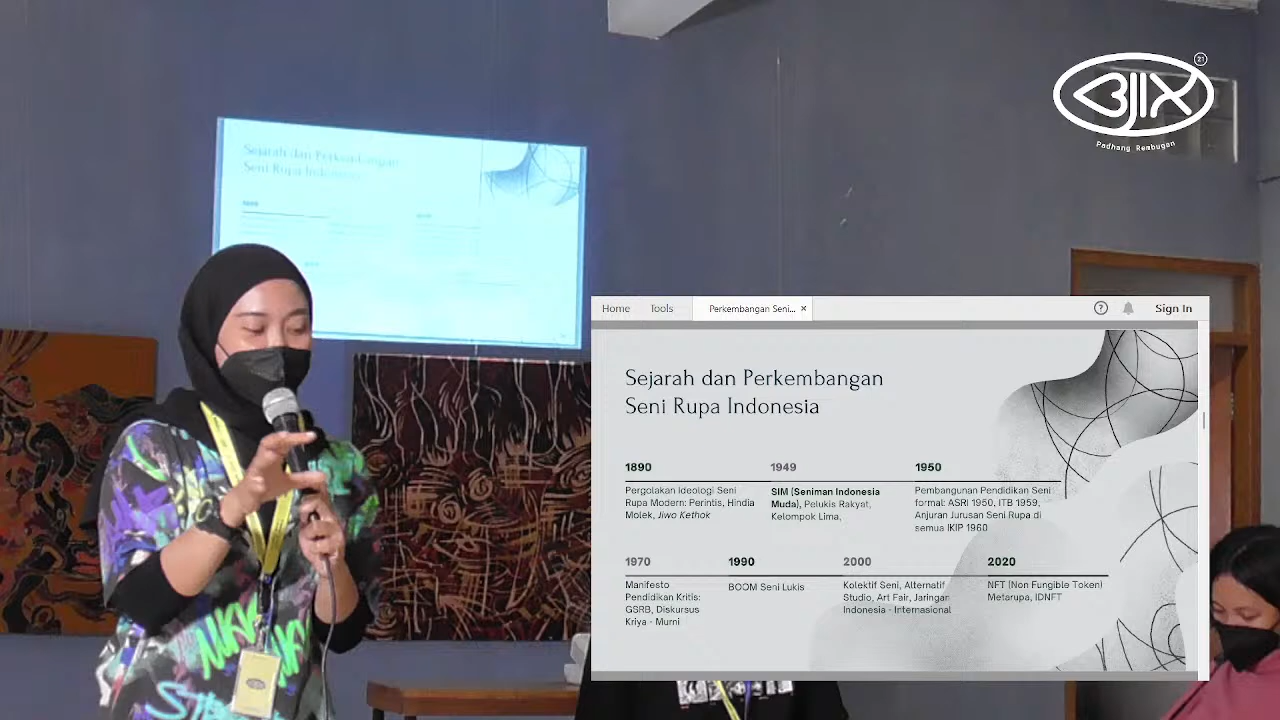 21
BJIX
Padhang Rembugan
Sejarah dan Perkembangan
Seni Rupa Indonesia
Home Tools Perkembangan Seni... × ? Sign In
Sejarah dan Perkembangan
Seni Rupa Indonesia
1890 1949 1950
Pergolakan Ideologi Seni
Rupa Modern: Perintis, Hindia
Molek, Jiwo Kethok
SIM (Seniman Indonesia
Muda), Pelukis Rakyat,
Kelompok Lima,
Pembangunan Pendidikan Seni
formal: ASRI 1950, ITB 1959,
Anjuran Jurusan Seni Rupa di
semua IKIP 1960
1970 1990 2000 2020
Manifesto
Pendidikan Kritis:
GSRB, Diskursus
Kriya - Murni
BOOM Seni Lukis
Kolektif Seni, Alternatif
Studio, Art Fair, Jaringan
Indonesia - Internasional
NFT (Non Fungible Token)
Metarupa, IDNFT